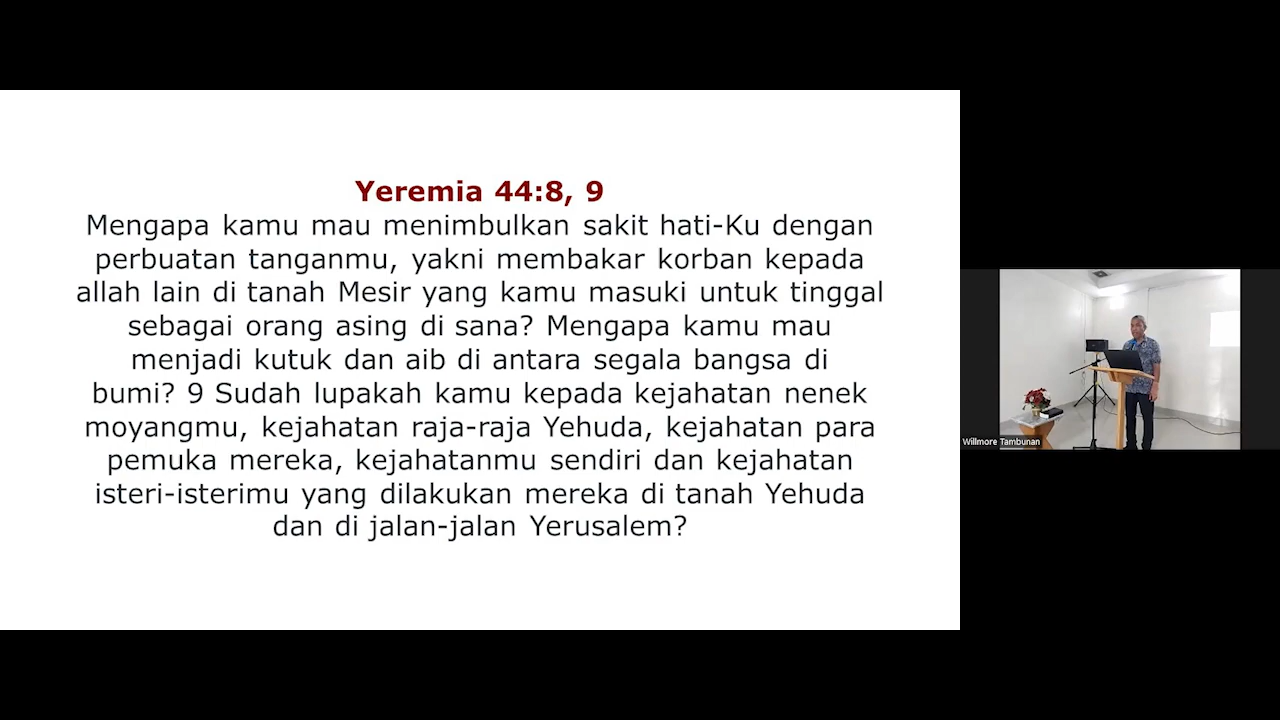 Yeremia 44:8, 9
Mengapa kamu mau menimbulkan sakit hati-Ku dengan
perbuatan tanganmu, yakni membakar korban kepada
allah lain di tanah Mesir yang kamu masuki untuk tinggal
sebagai orang asing di sana? Mengapa kamu mau
menjadi kutuk dan aib di antara segala bangsa di
bumi? 9 Sudah lupakah kamu kepada kejahatan nenek
moyangmu, kejahatan raja-raja Yehuda, kejahatan para
pemuka mereka, kejahatanmu sendiri dan kejahatan
isteri-isterimu yang dilakukan mereka di tanah Yehuda
dan di jalan-jalan Yerusalem?
Willmore Tambunan